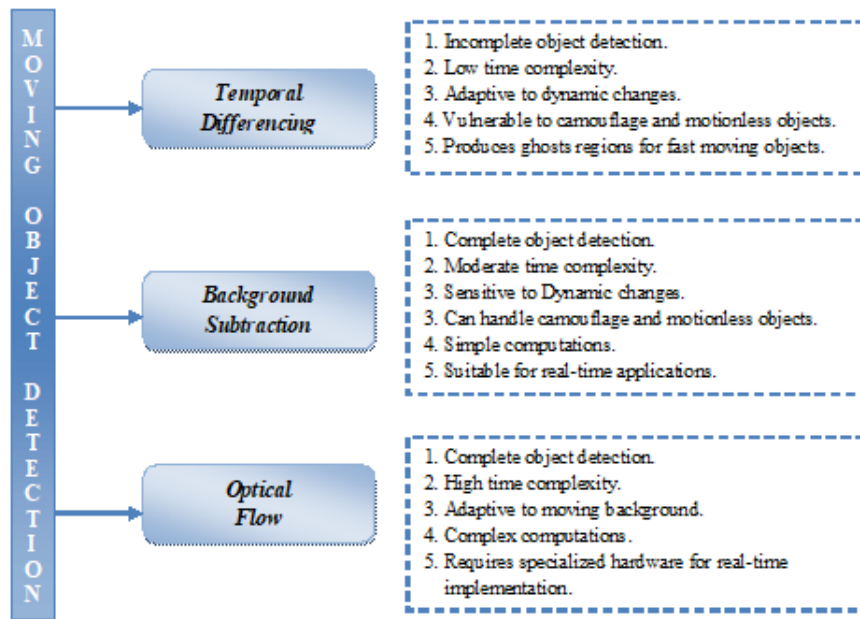 MOVING OBJECT DETECTION
Temporal
Differencing
1. Incomplete object detection.
2. Low time complexity.
3. Adaptive to dynamic changes.
4. Vulnerable to camouflage and motionless objects.
5. Produces ghosts regions for fast moving objects.
Background
Subtraction
1. Complete object detection.
2. Moderate time complexity.
3. Sensitive to Dynamic changes.
3. Can handle camouflage and motionless objects.
4. Simple computations.
5. Suitable for real-time applications.
Optical
Flow
1. Complete object detection.
2. High time complexity.
3. Adaptive to moving background.
4. Complex computations.
5. Requires specialized hardware for real-time
implementation.